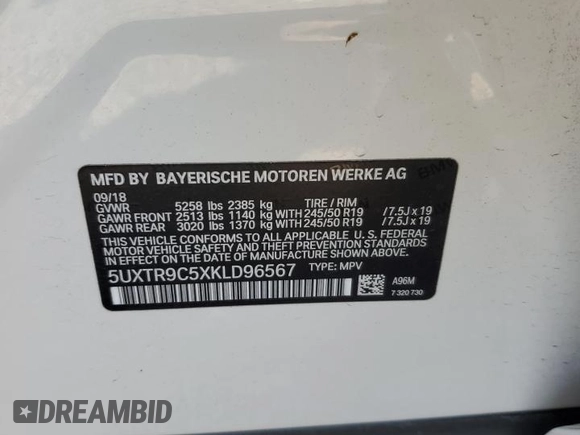 MFD BY BAYERISCHE MOTOREN WERKE AG
09/18
GVWR 5258 lbs 2385 kg TIRE / RIM
GAWR FRONT 2513 lbs 1140 kg WITH 245/50 R19 /7.5J x 19
GAWR REAR 3020 lbs 1370 kg WITH 245/50 R19 /7.5J x 19
THIS VEHICLE CONFORMS TO ALL APPLICABLE U. S. FEDERAL
MOTOR VEHICLE SAFETY AND THEFT PREVENTION STANDARDS
IN EFFECT ON THE DATE OF MANUFACTURE SHOWN ABOVE.
5UXTR9C5XKLD96567 TYPE: MPV
A96M
7 320 730
DREAMBID